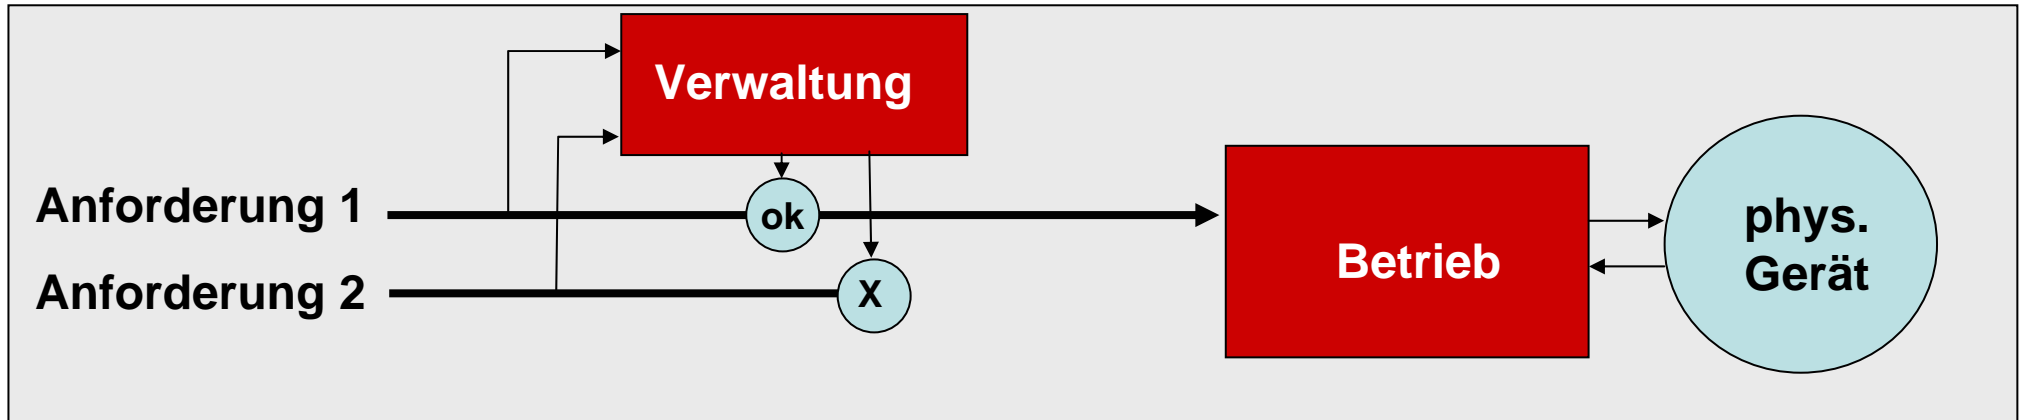 Verwaltung
Anforderung 1
ok
Anforderung 2
X
Betrieb
phys.
Gerät